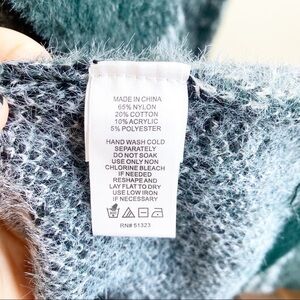 MADE IN CHINA
65% NYLON
20% COTTON
10% ACRYLIC
5% POLYESTER
HAND WASH COLD
SEPARATELY
DO NOT SOAK
USE ONLY NON
CHLORINE BLEACH
IF NEEDED
RESHAPE AND
LAY FLAT TO DRY
USE LOW IRON
IF NECESSARY
RN# 51323